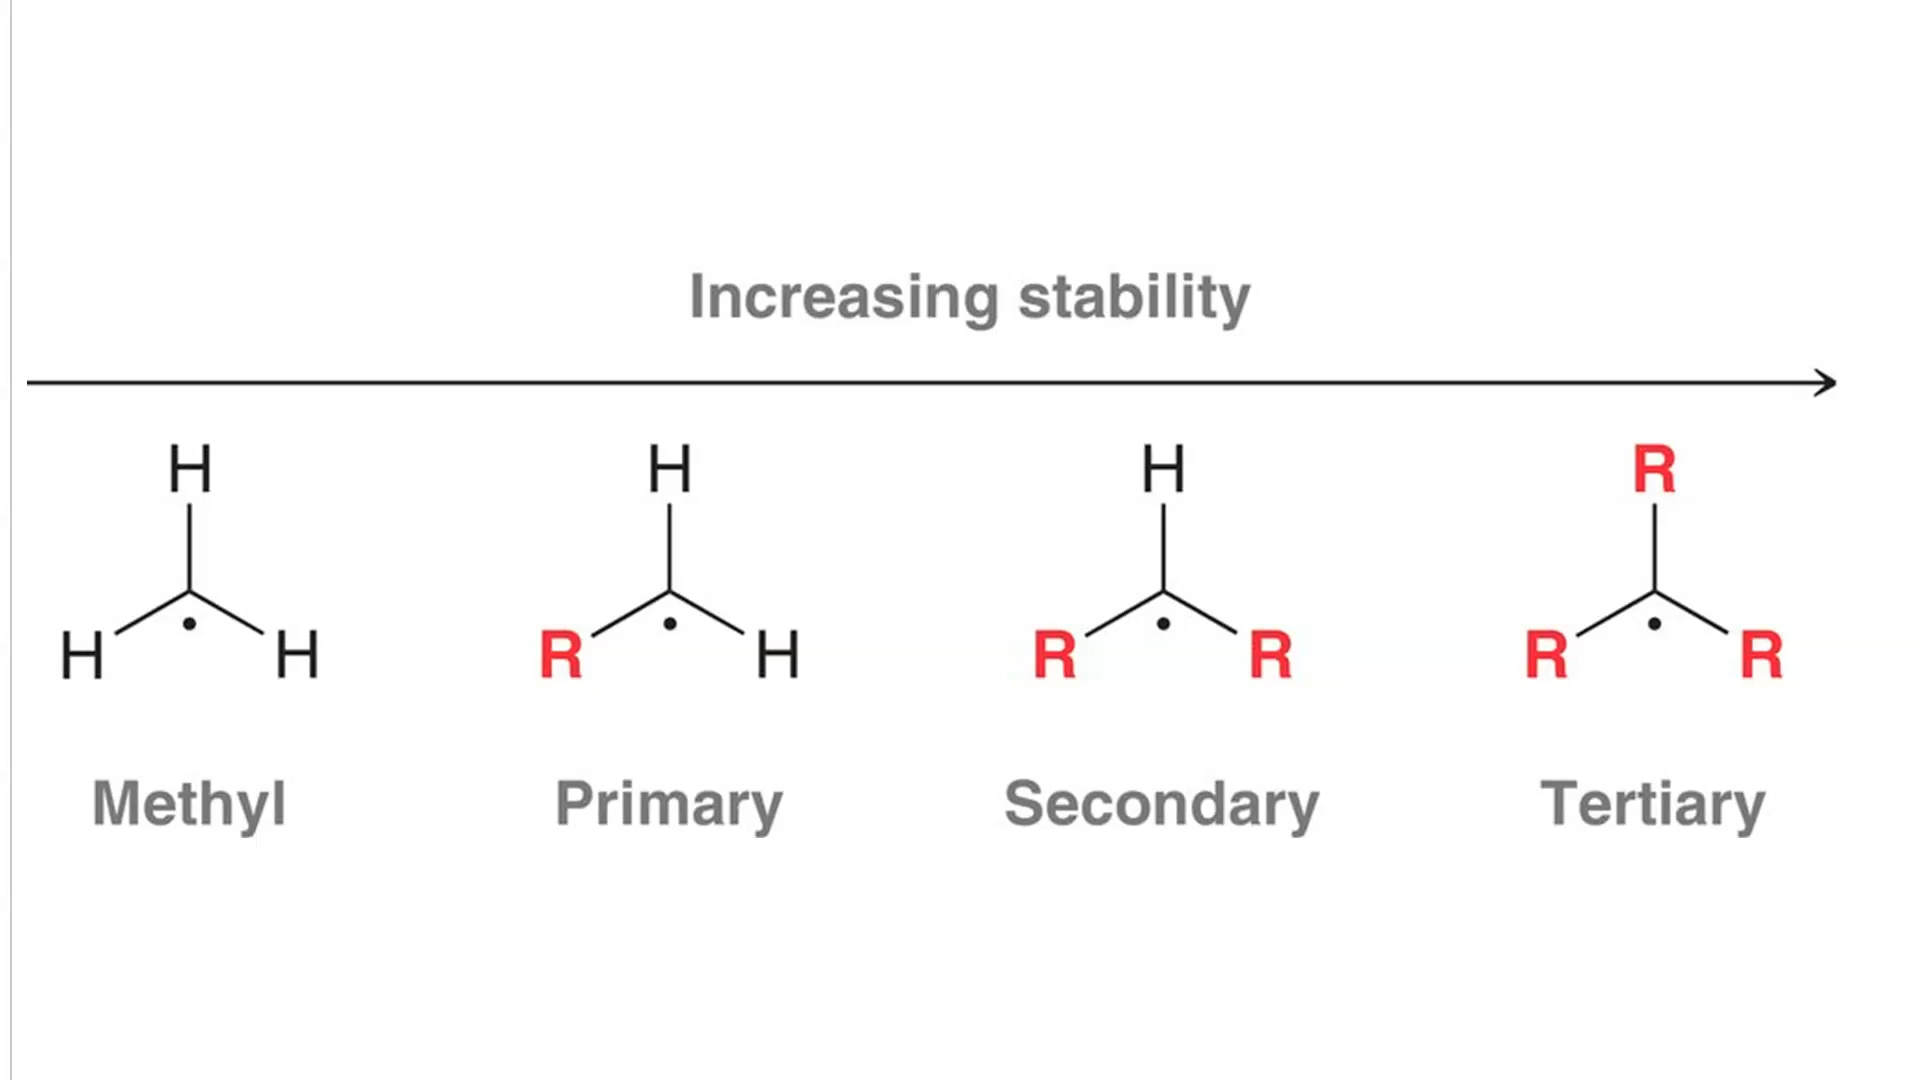 Increasing stability
H H H R
H H R H R R R R
Methyl Primary Secondary Tertiary